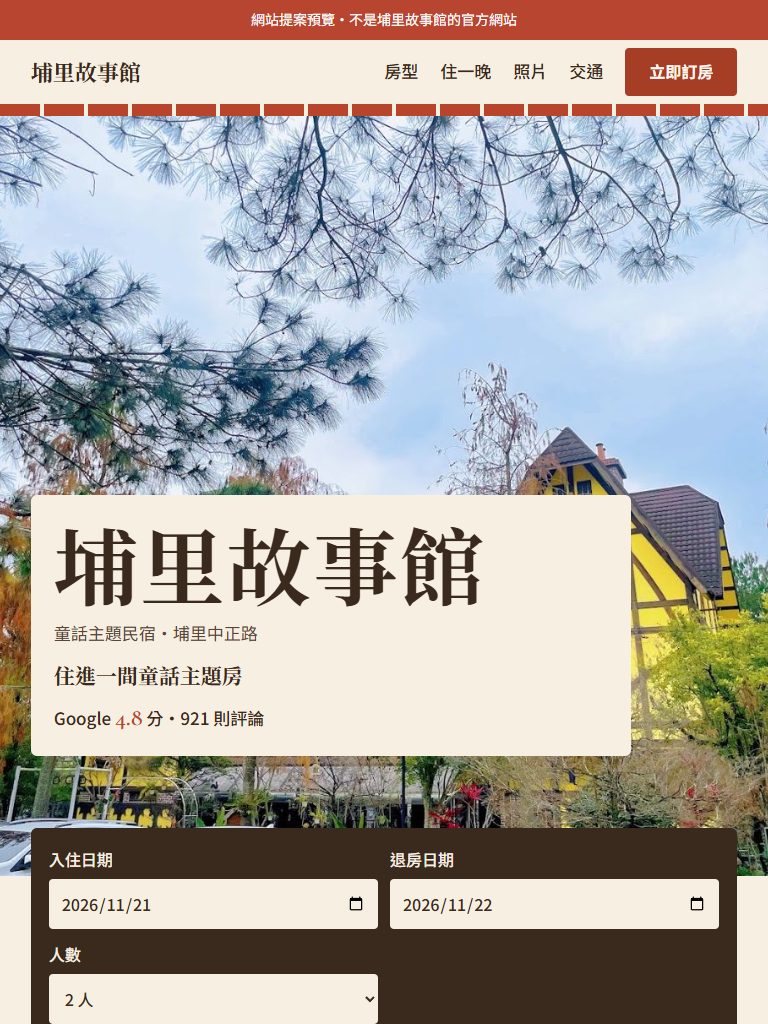 網站提案預覽・不是埔里故事館的官方網站
埔里故事館
房型 住一晚 照片 交通 立即訂房
埔里故事館
童話主題民宿・埔里中正路
住進一間童話主題房
Google 4.8 分・921 則評論
入住日期 退房日期
2026/11/21 2026/11/22
人數
2 人